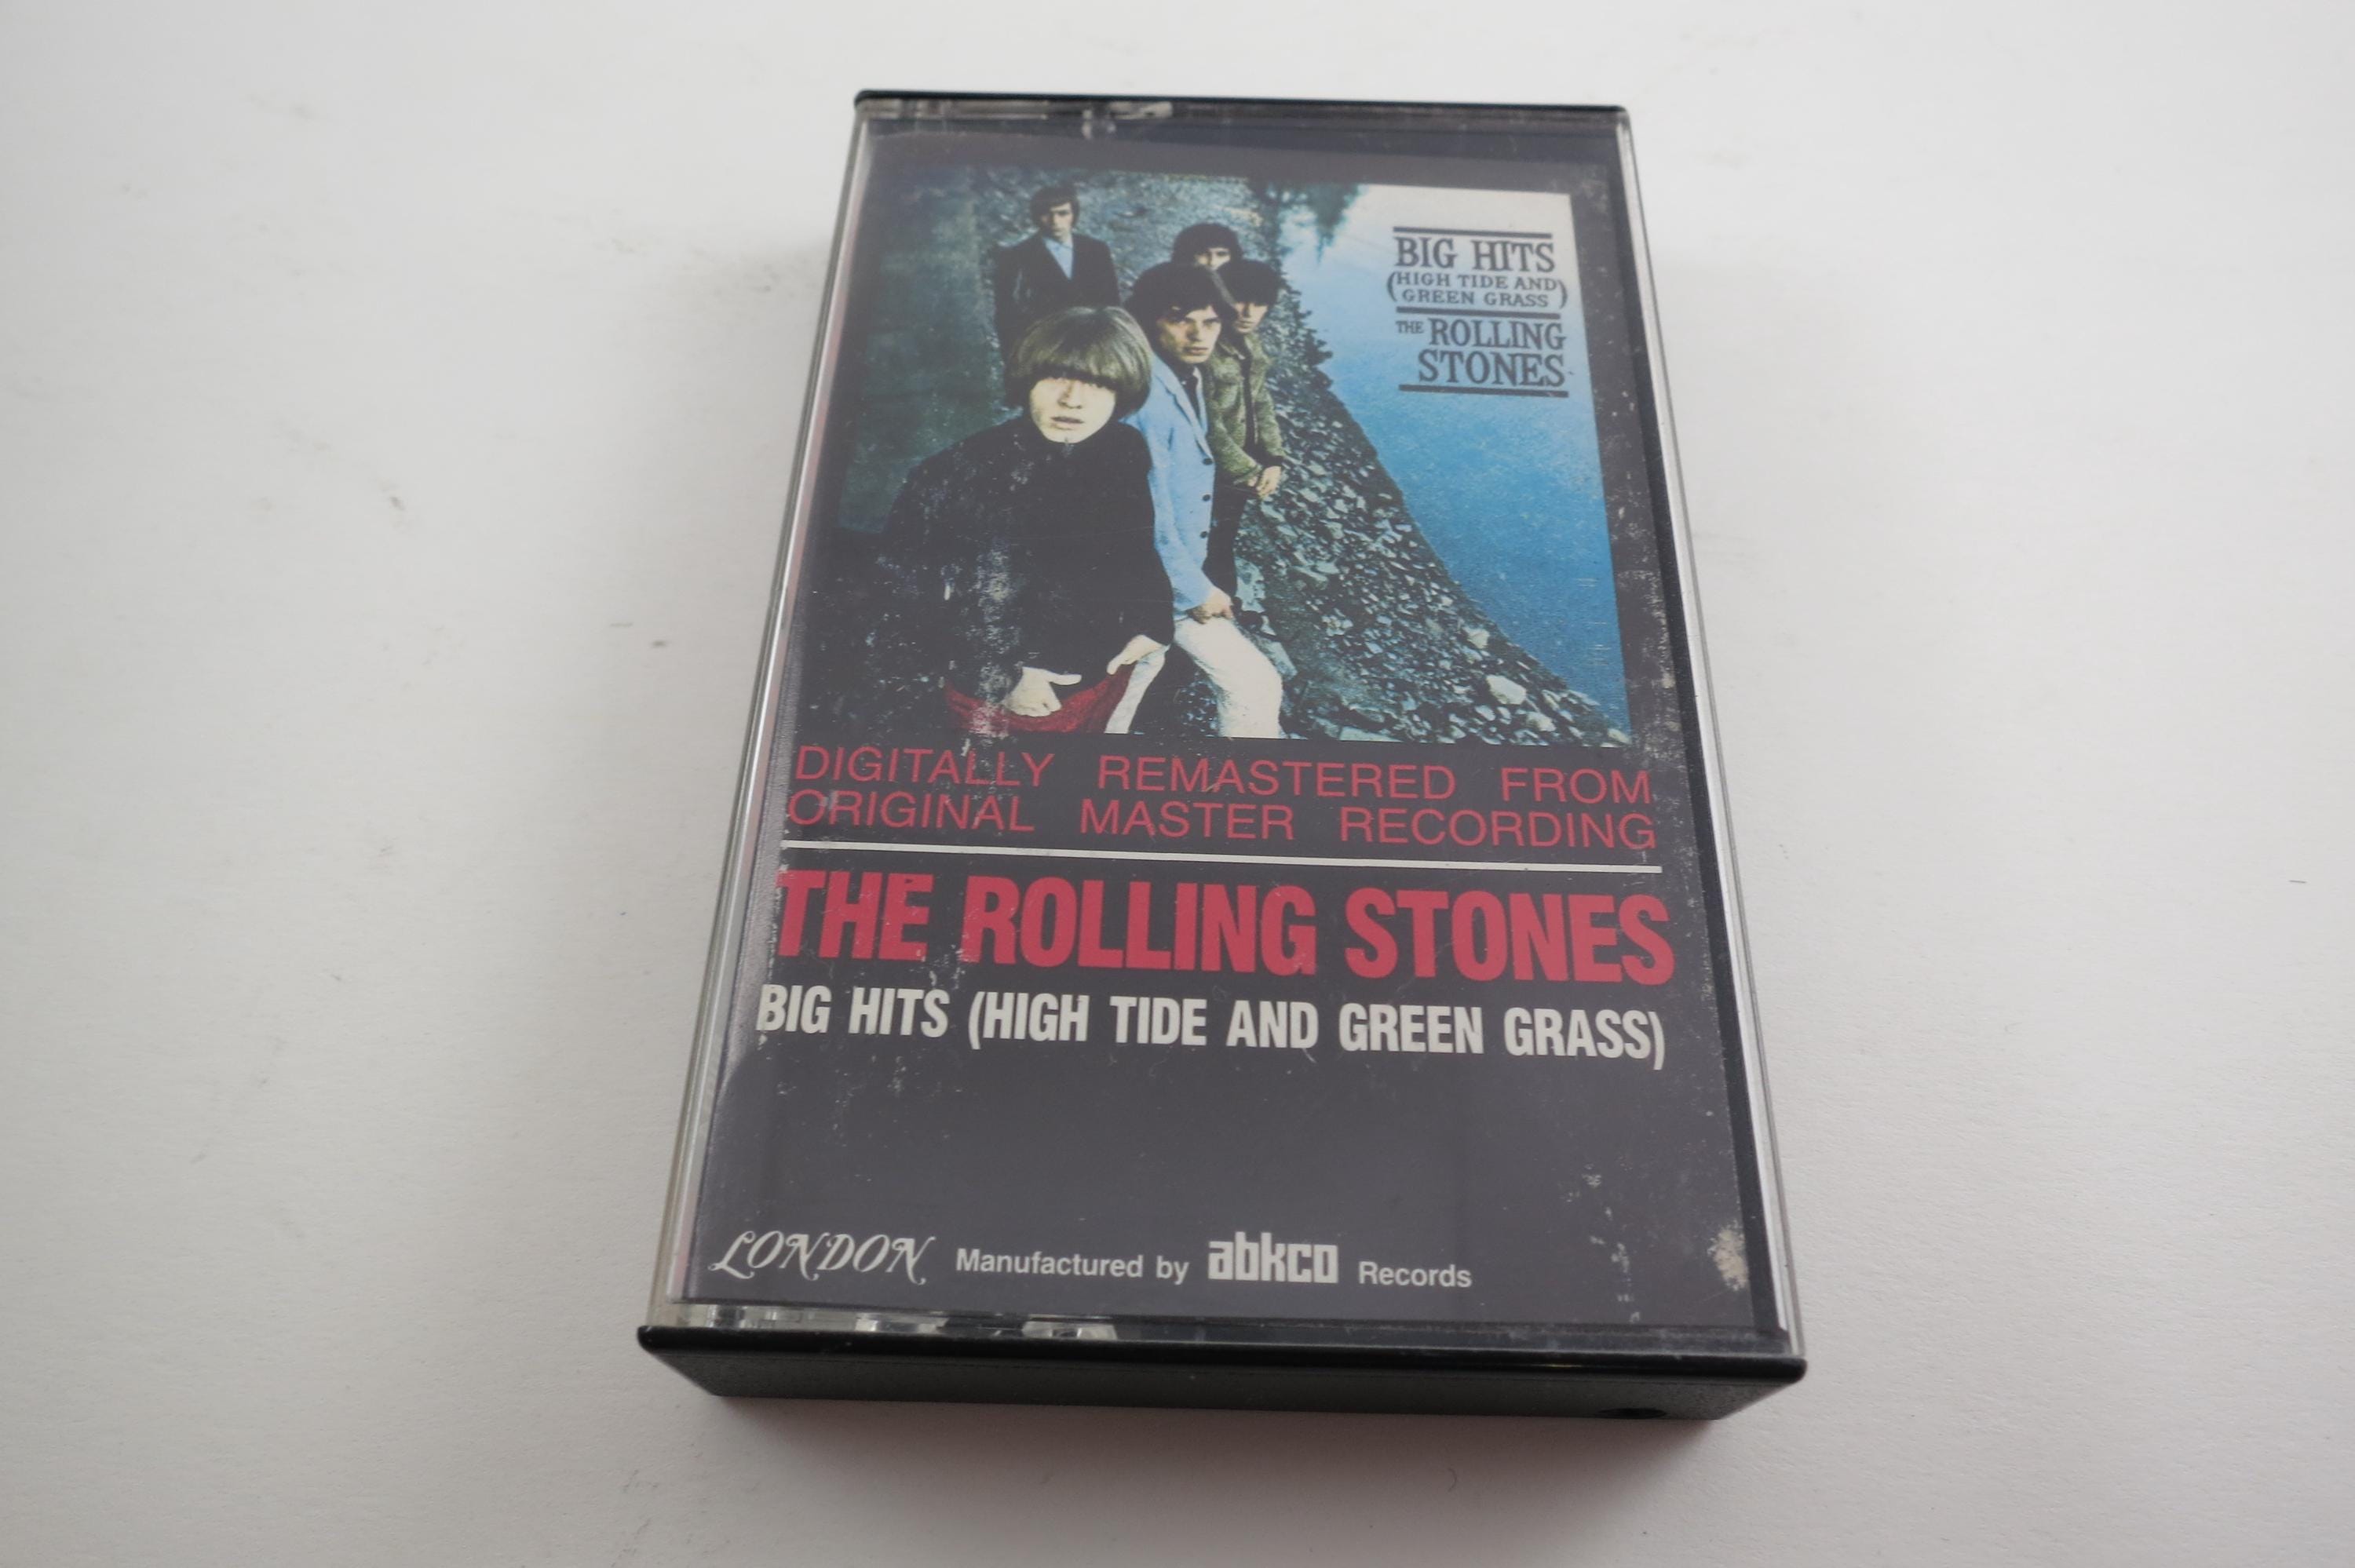 BIG HITS
(HIGH TIDE AND
GREEN GRASS)
THE ROLLING
STONES
DIGITALLY REMASTERED FROM
ORIGINAL MASTER RECORDING
THE ROLLING STONES
BIG HITS (HIGH TIDE AND GREEN GRASS)
LONDON Manufactured by abkco Records